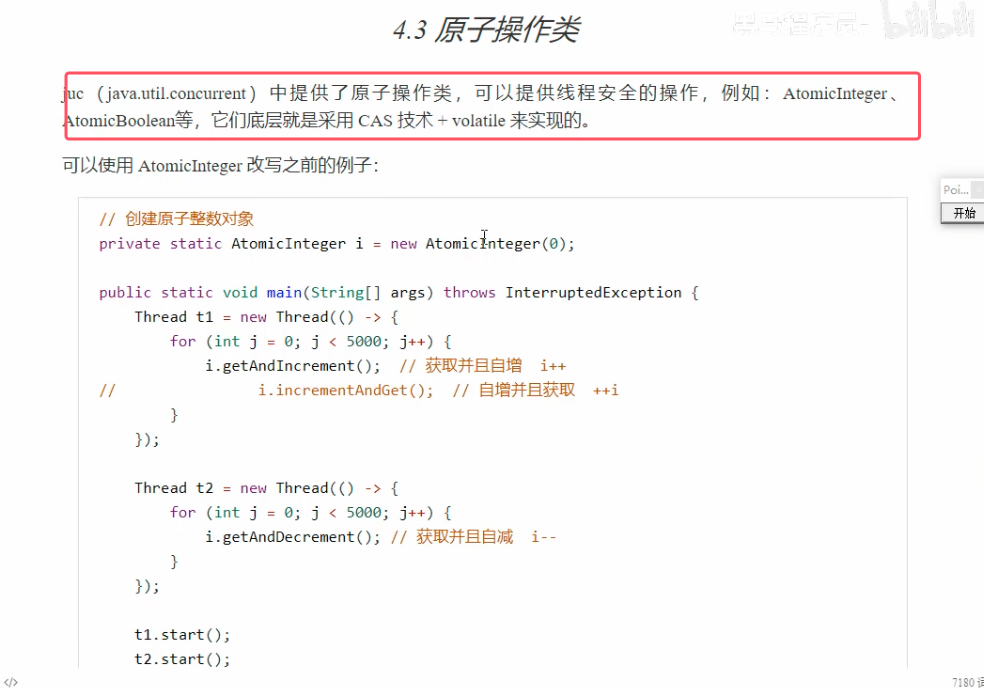 4.3 原子操作类
juc （java.util.concurrent）中提供了原子操作类，可以提供线程安全的操作，例如：AtomicInteger、
AtomicBoolean等，它们底层就是采用 CAS 技术 + volatile 来实现的。
可以使用 AtomicInteger 改写之前的例子：
Poi...
开始
// 创建原子整数对象
private static AtomicInteger i = new AtomicInteger(0);
public static void main(String[] args) throws InterruptedException {
Thread t1 = new Thread(() -> {
for (int j = 0; j < 5000; j++) {
i.getAndIncrement();  // 获取并且自增  i++
// i.incrementAndGet();  // 自增并且获取  ++i
}
});
Thread t2 = new Thread(() -> {
for (int j = 0; j < 5000; j++) {
i.getAndDecrement(); // 获取并且自减  i--
}
});
t1.start();
t2.start();
</> 7180 词